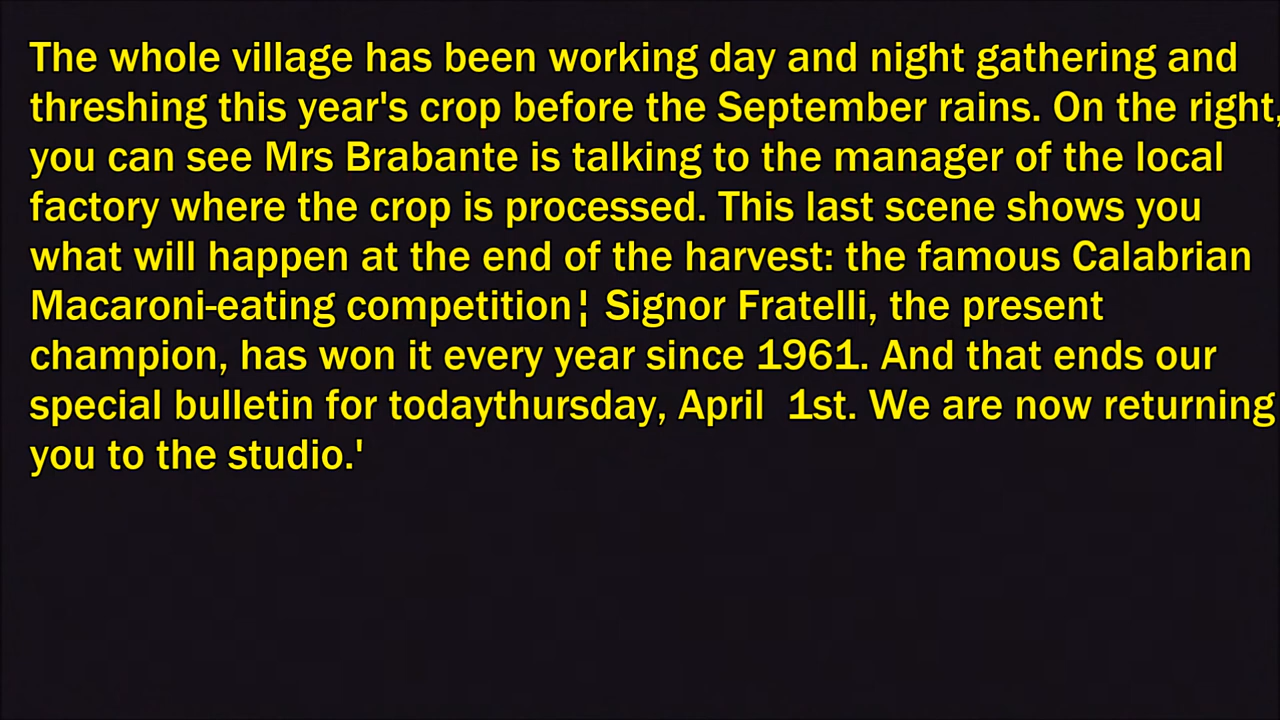 The whole village has been working day and night gathering and
threshing this year's crop before the September rains. On the right,
you can see Mrs Brabante is talking to the manager of the local
factory where the crop is processed. This last scene shows you
what will happen at the end of the harvest: the famous Calabrian
Macaroni-eating competition¦ Signor Fratelli, the present
champion, has won it every year since 1961. And that ends our
special bulletin for todaythursday, April  1st. We are now returning
you to the studio.'